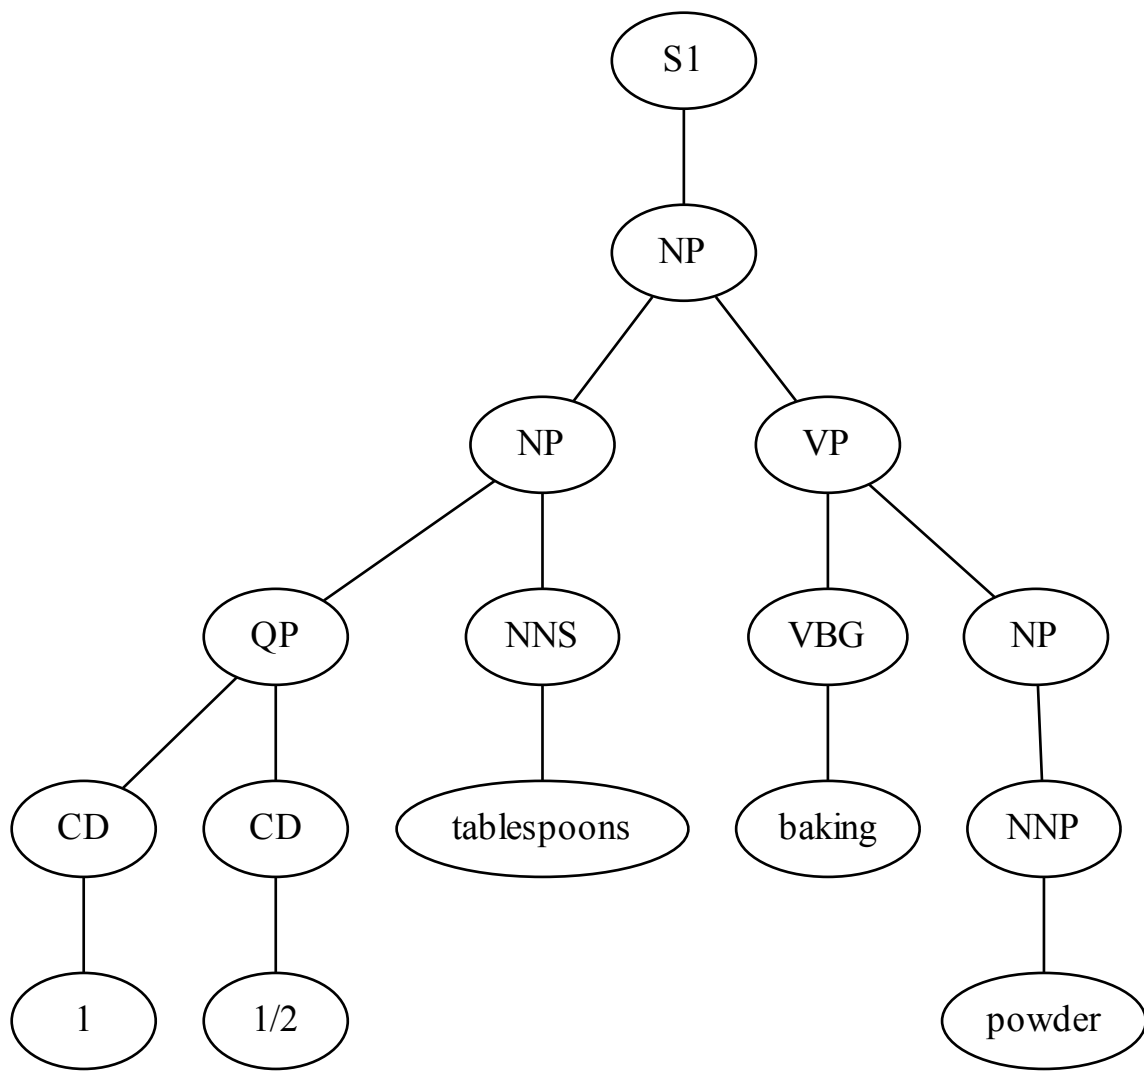 S1
NP
NP VP
QP NNS VBG NP
CD CD tablespoons baking NNP
1 1/2 powder